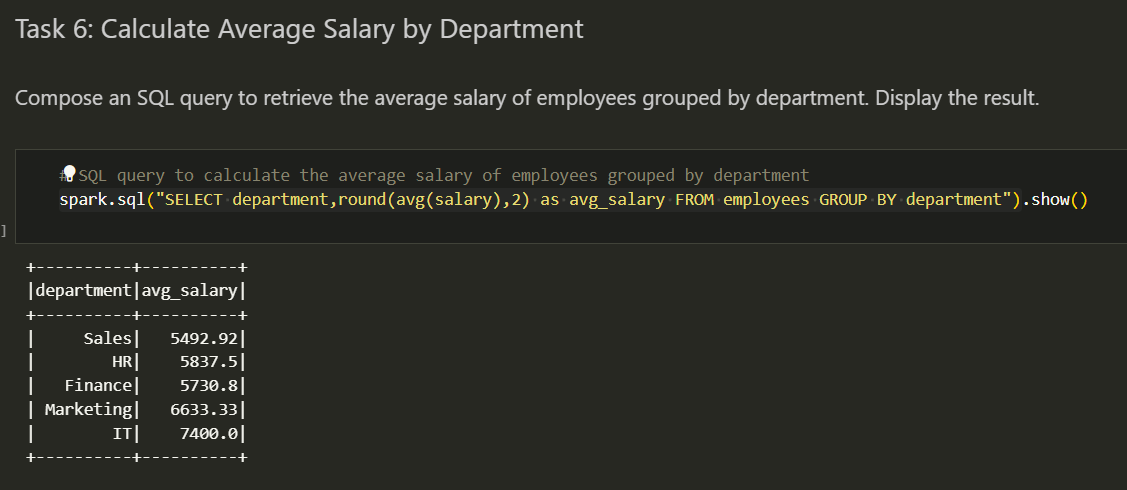 Task 6: Calculate Average Salary by Department
Compose an SQL query to retrieve the average salary of employees grouped by department. Display the result.
# SQL query to calculate the average salary of employees grouped by department
spark.sql("SELECT department,round(avg(salary),2) as avg_salary FROM employees GROUP BY department").show()
]
+----------+----------+
|department|avg_salary|
+----------+----------+
|     Sales|   5492.92|
|        HR|    5837.5|
|   Finance|    5730.8|
| Marketing|   6633.33|
|        IT|    7400.0|
+----------+----------+